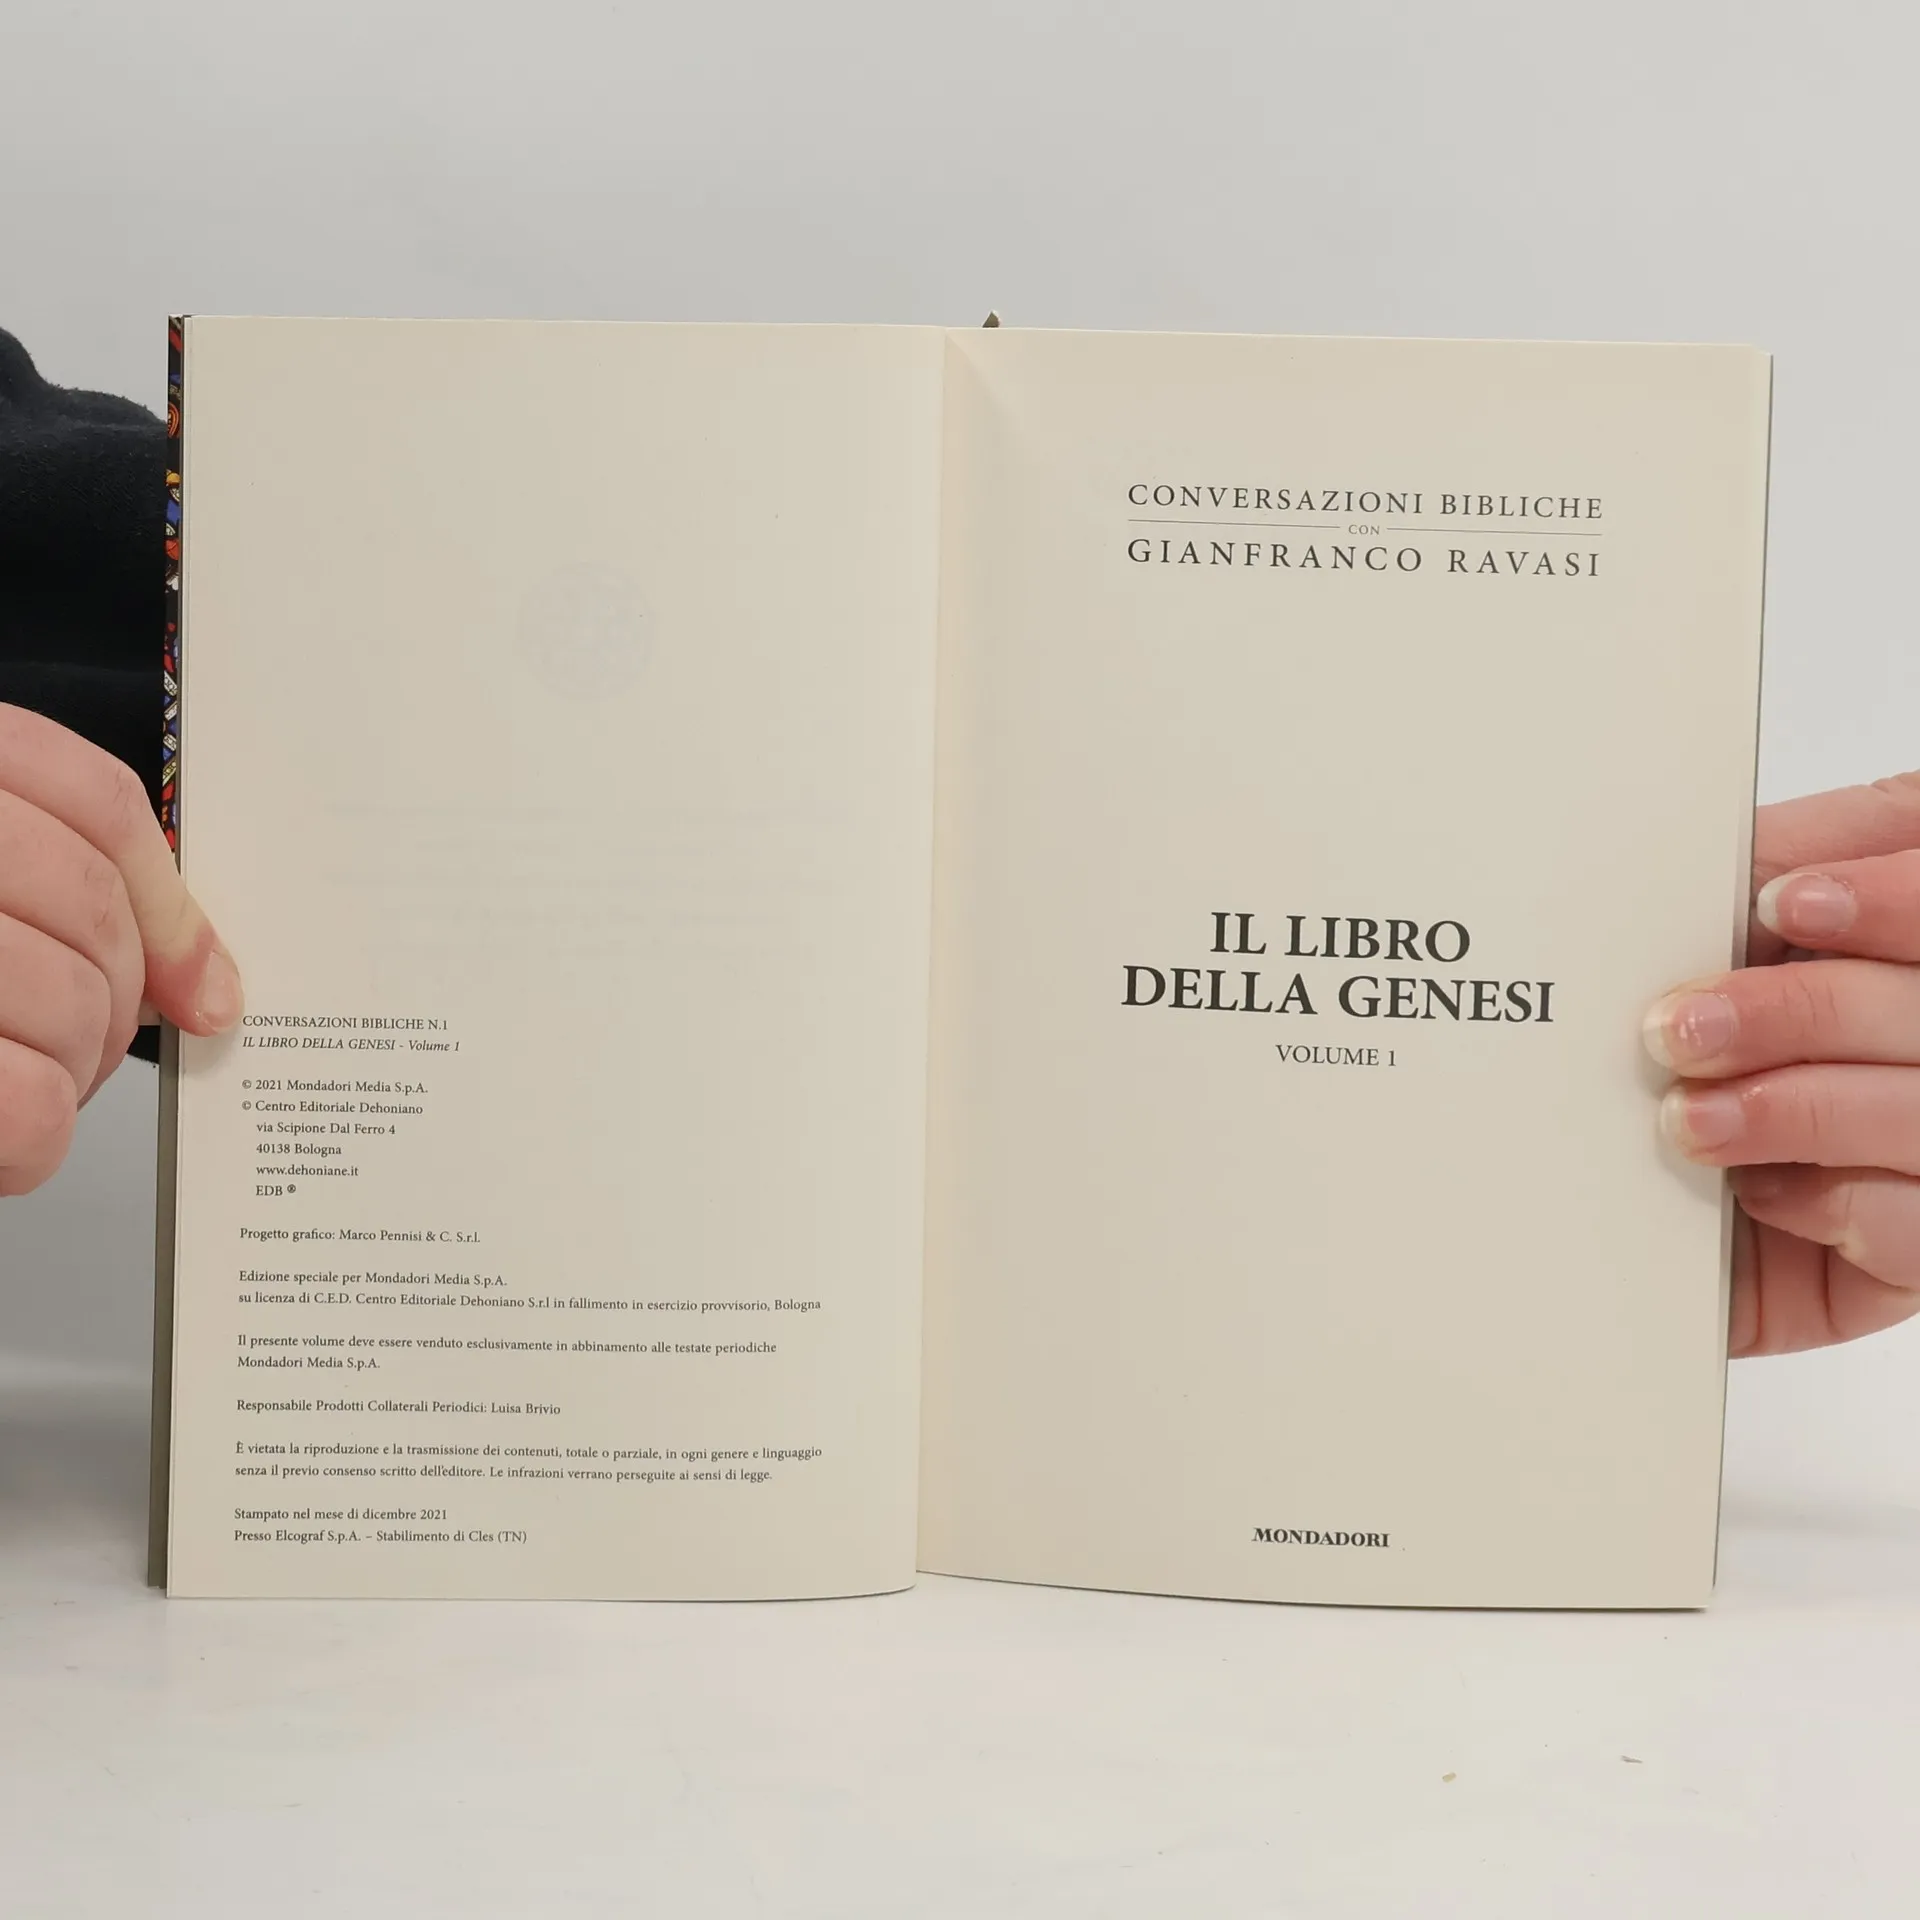 CONVERSAZIONI BIBLICHE N.1
IL LIBRO DELLA GENESI - Volume 1
© 2021 Mondadori Media S.p.A.
© Centro Editoriale Dehoniano
via Scipione Dal Ferro 4
40138 Bologna
www.dehoniane.it
EDB ®
Progetto grafico: Marco Pennisi & C. S.r.l.
Edizione speciale per Mondadori Media S.p.A.
su licenza di C.E.D. Centro Editoriale Dehoniano S.r.l in fallimento in esercizio provvisorio, Bologna
Il presente volume deve essere venduto esclusivamente in abbinamento alle testate periodiche
Mondadori Media S.p.A.
Responsabile Prodotti Collaterali Periodici: Luisa Brivio
È vietata la riproduzione e la trasmissione dei contenuti, totale o parziale, in ogni genere e linguaggio
senza il previo consenso scritto dell'editore. Le infrazioni verrano perseguite ai sensi di legge.
Stampato nel mese di dicembre 2021
Presso Elcograf S.p.A. – Stabilimento di Cles (TN)
CONVERSAZIONI BIBLICHE
CON
GIANFRANCO RAVASI
IL LIBRO
DELLA GENESI
VOLUME 1
MONDADORI